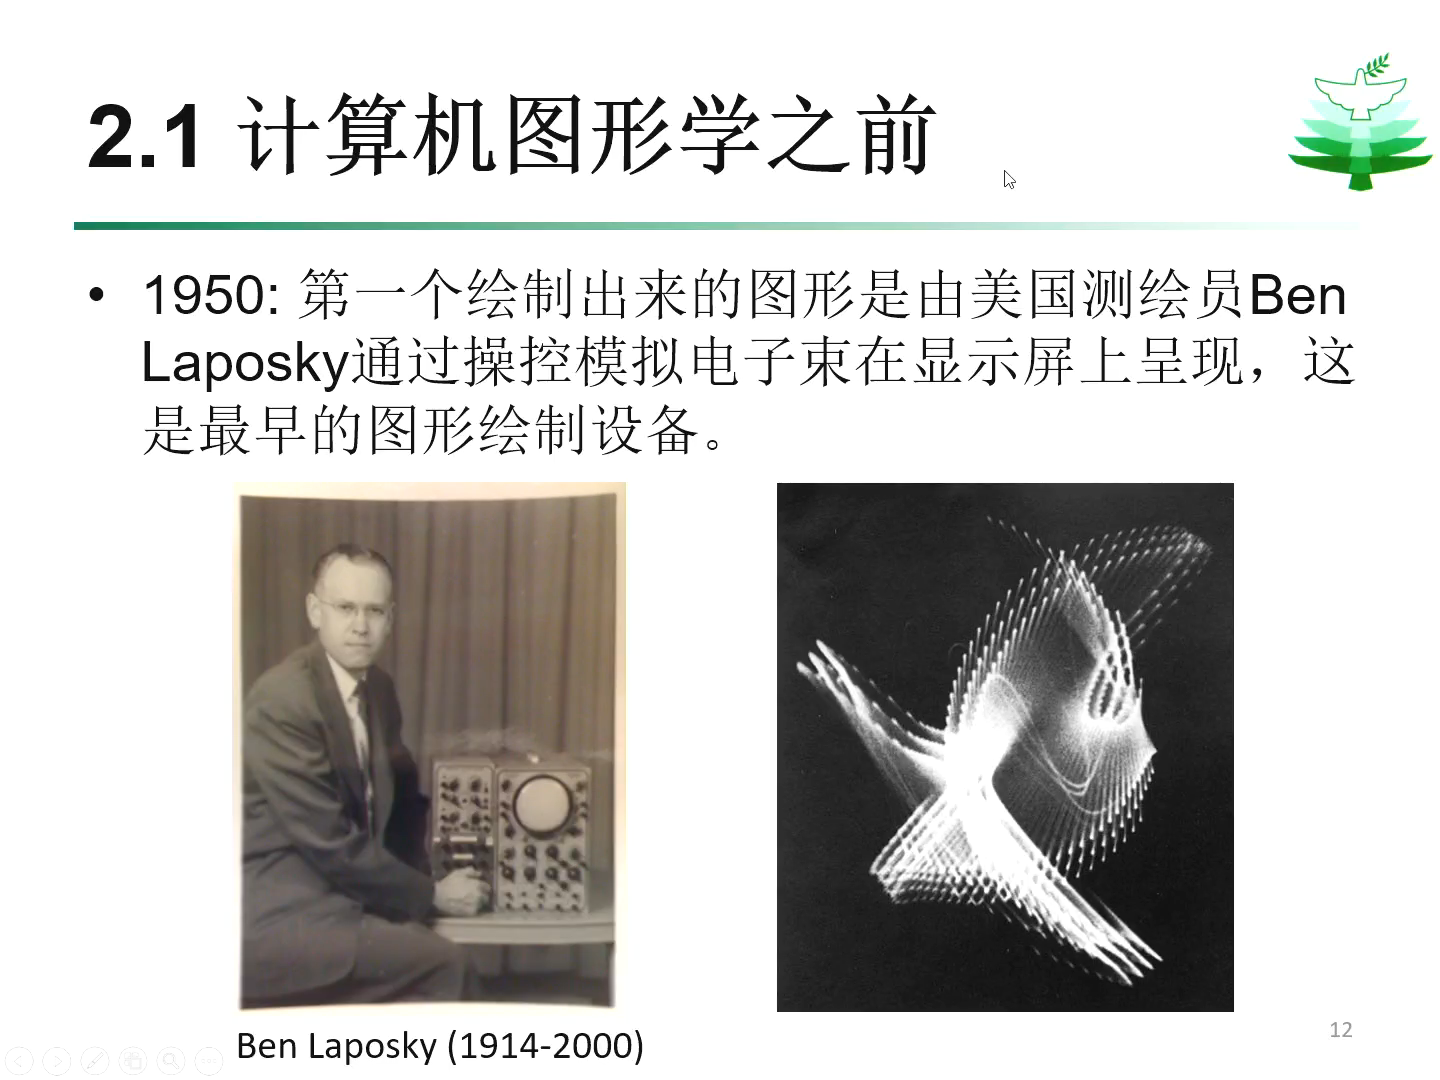 2.1 计算机图形学之前
• 1950: 第一个绘制出来的图形是由美国测绘员Ben
Laposky通过操控模拟电子束在显示屏上呈现，这
是最早的图形绘制设备。
Ben Laposky (1914-2000)
12